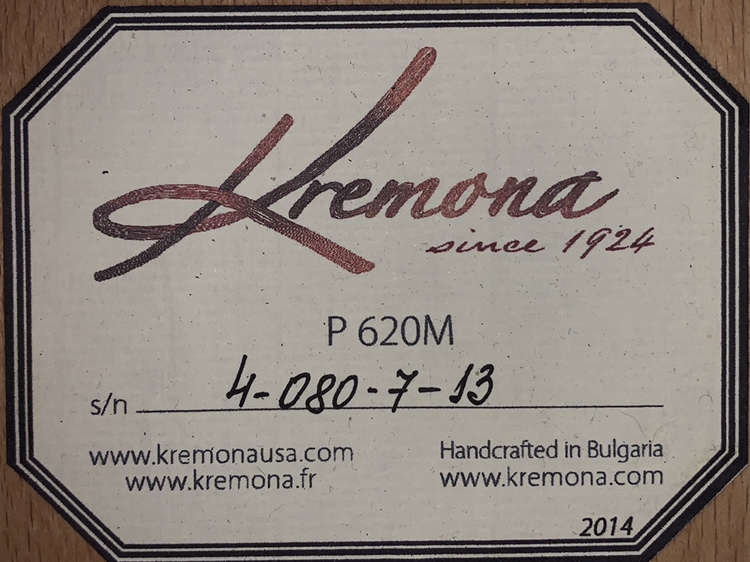 Kremona
since 1924
P 620M
s/n 4-080-7-13
www.kremonausa.com
www.kremona.fr
Handcrafted in Bulgaria
www.kremona.com
2014